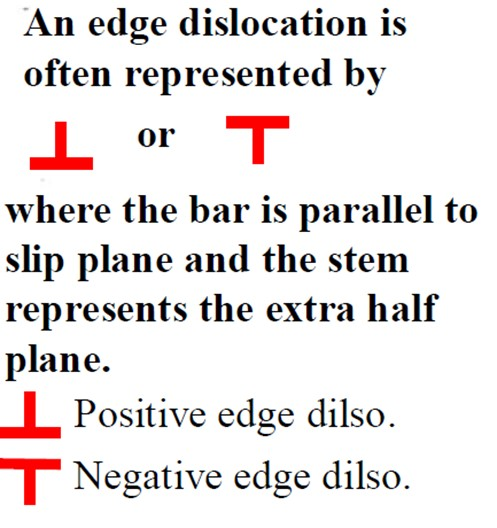 An edge dislocation is
often represented by
⊥ or ⊤
where the bar is parallel to
slip plane and the stem
represents the extra half
plane.
⊥ Positive edge dilso.
⊤ Negative edge dilso.